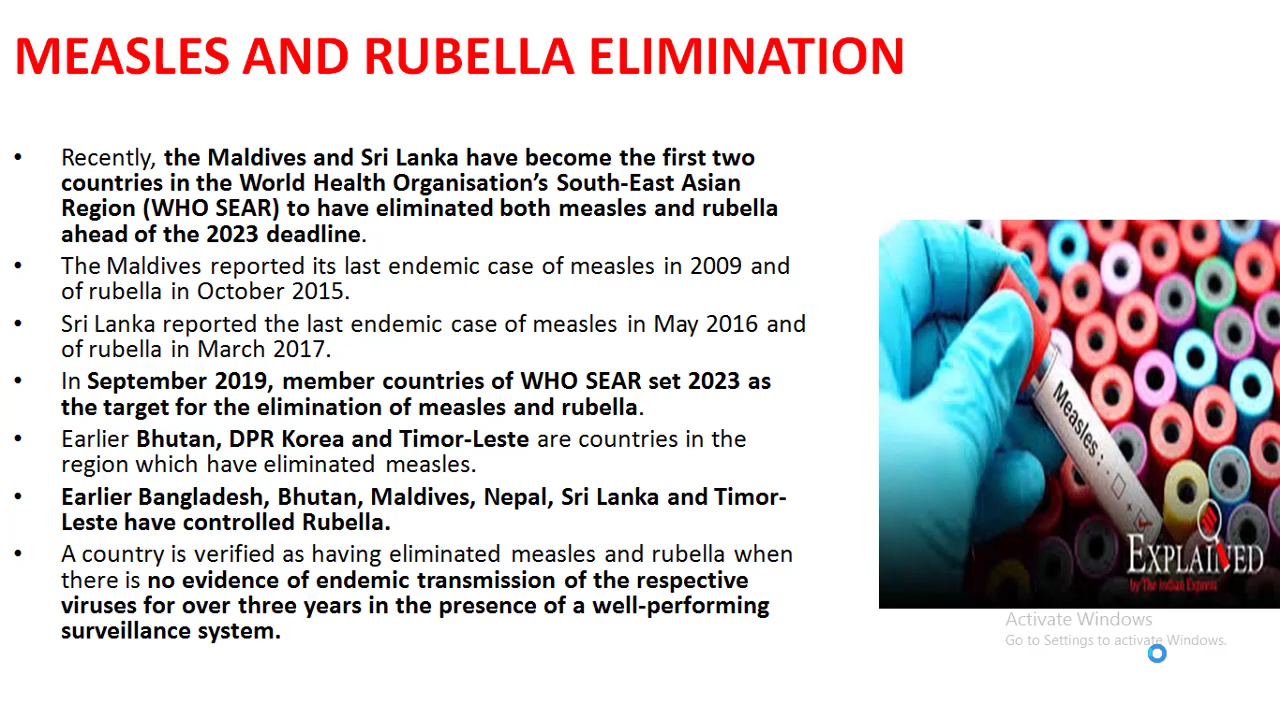 MEASLES AND RUBELLA ELIMINATION
• Recently, the Maldives and Sri Lanka have become the first two
countries in the World Health Organisation's South-East Asian
Region (WHO SEAR) to have eliminated both measles and rubella
ahead of the 2023 deadline.
• The Maldives reported its last endemic case of measles in 2009 and
of rubella in October 2015.
• Sri Lanka reported the last endemic case of measles in May 2016 and
of rubella in March 2017.
• In September 2019, member countries of WHO SEAR set 2023 as
the target for the elimination of measles and rubella.
• Earlier Bhutan, DPR Korea and Timor-Leste are countries in the
region which have eliminated measles.
• Earlier Bangladesh, Bhutan, Maldives, Nepal, Sri Lanka and Timor-
Leste have controlled Rubella.
• A country is verified as having eliminated measles and rubella when
there is no evidence of endemic transmission of the respective
viruses for over three years in the presence of a well-performing
surveillance system.
Measles :
EXPLAINED
by The Indian Express
Activate Windows
Go to Settings to activate Windows.